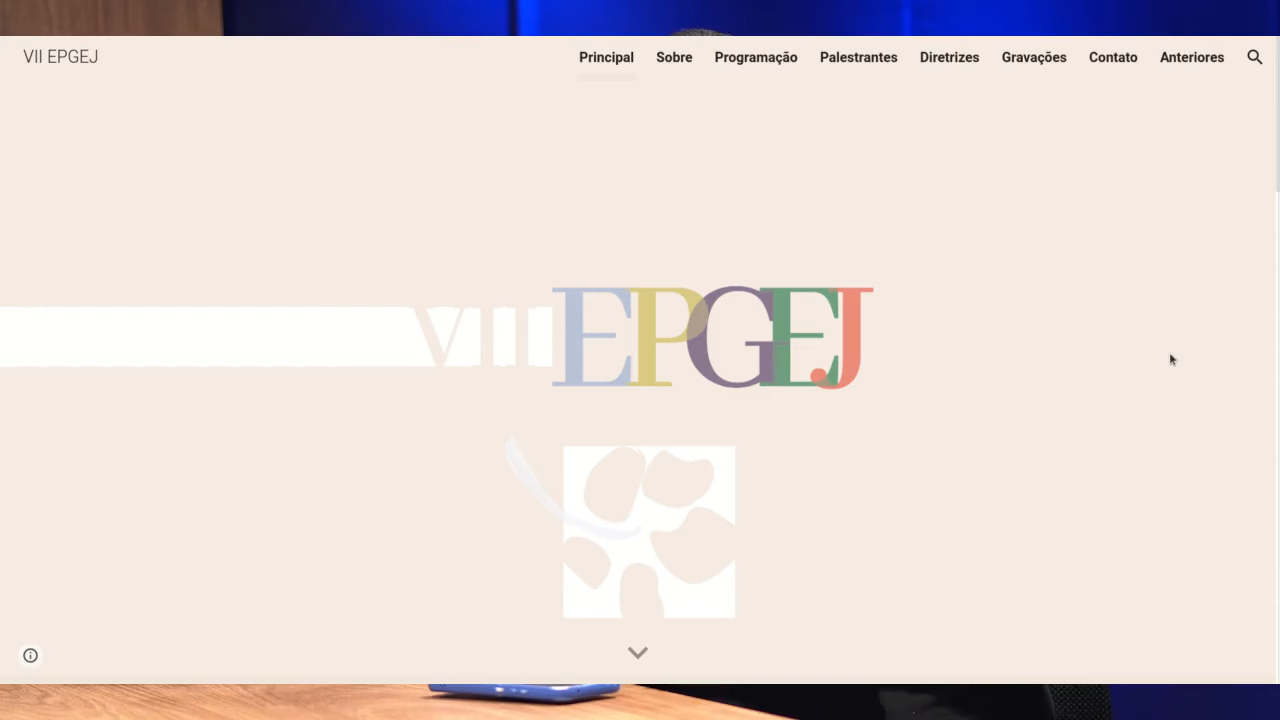 VII EPGEJ
Principal Sobre Programação Palestrantes Diretrizes Gravações Contato Anteriores
VII EPGEJ